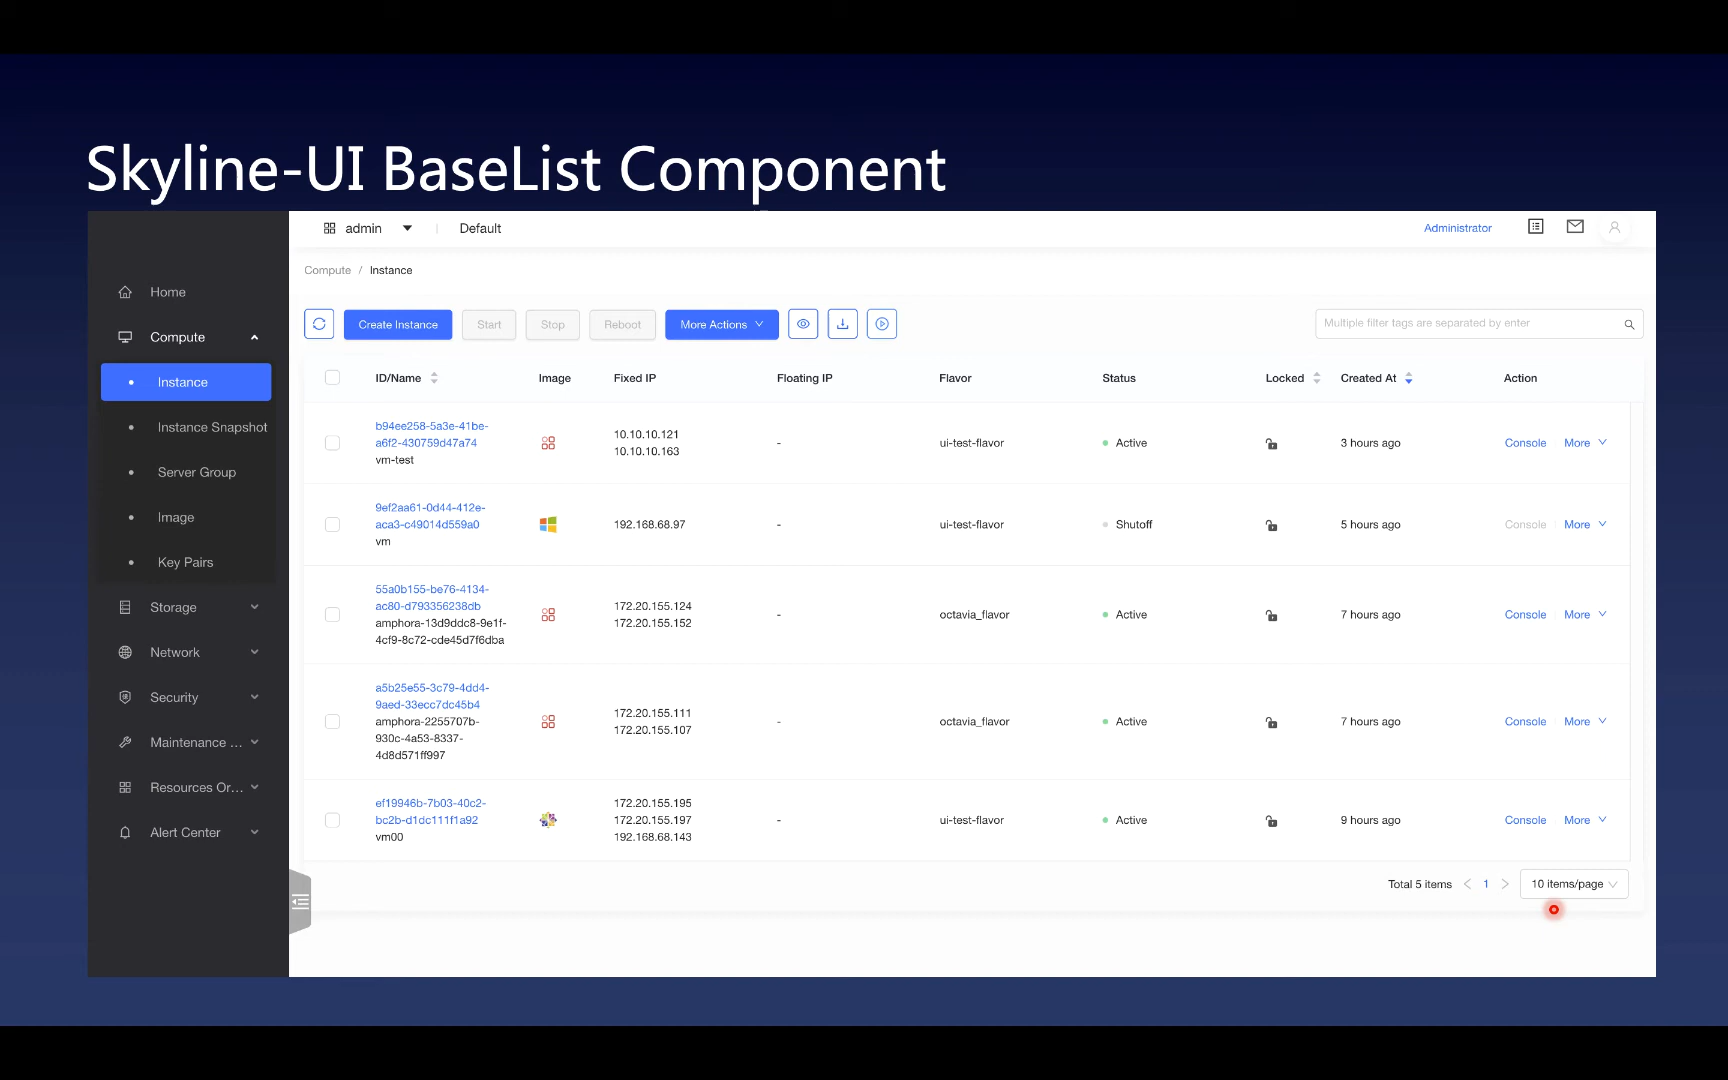 Skyline-UI BaseList Component
admin
Default
Administrator
Compute / Instance
Home
Compute
Instance
Instance Snapshot
Server Group
Image
Key Pairs
Storage
Network
Security
Maintenance ...
Resources Or...
Alert Center
Create Instance
Start
Stop
Reboot
More Actions
Multiple filter tags are separated by enter
ID/Name
Image
Fixed IP
Floating IP
Flavor
Status
Locked
Created At
Action
b94ee258-5a3e-41be-
a6f2-430759d47a74
vm-test
10.10.10.121
10.10.10.163
-
ui-test-flavor
Active
3 hours ago
Console
More
9ef2aa61-0d44-412e-
aca3-c49014d559a0
vm
192.168.68.97
-
ui-test-flavor
Shutoff
5 hours ago
Console
More
55a0b155-be76-4134-
ac80-d793356238db
amphora-13d9ddc8-9e1f-
4cf9-8c72-cde45d7f6dba
172.20.155.124
172.20.155.152
-
octavia_flavor
Active
7 hours ago
Console
More
a5b25e55-3c79-4dd4-
9aed-33ecc7dc45b4
amphora-2255707b-
930c-4a53-8337-
4d8d571ff997
172.20.155.111
172.20.155.107
-
octavia_flavor
Active
7 hours ago
Console
More
ef19946b-7b03-40c2-
bc2b-d1dc111f1a92
vm00
172.20.155.195
172.20.155.197
192.168.68.143
-
ui-test-flavor
Active
9 hours ago
Console
More
Total 5 items
1
10 items/page